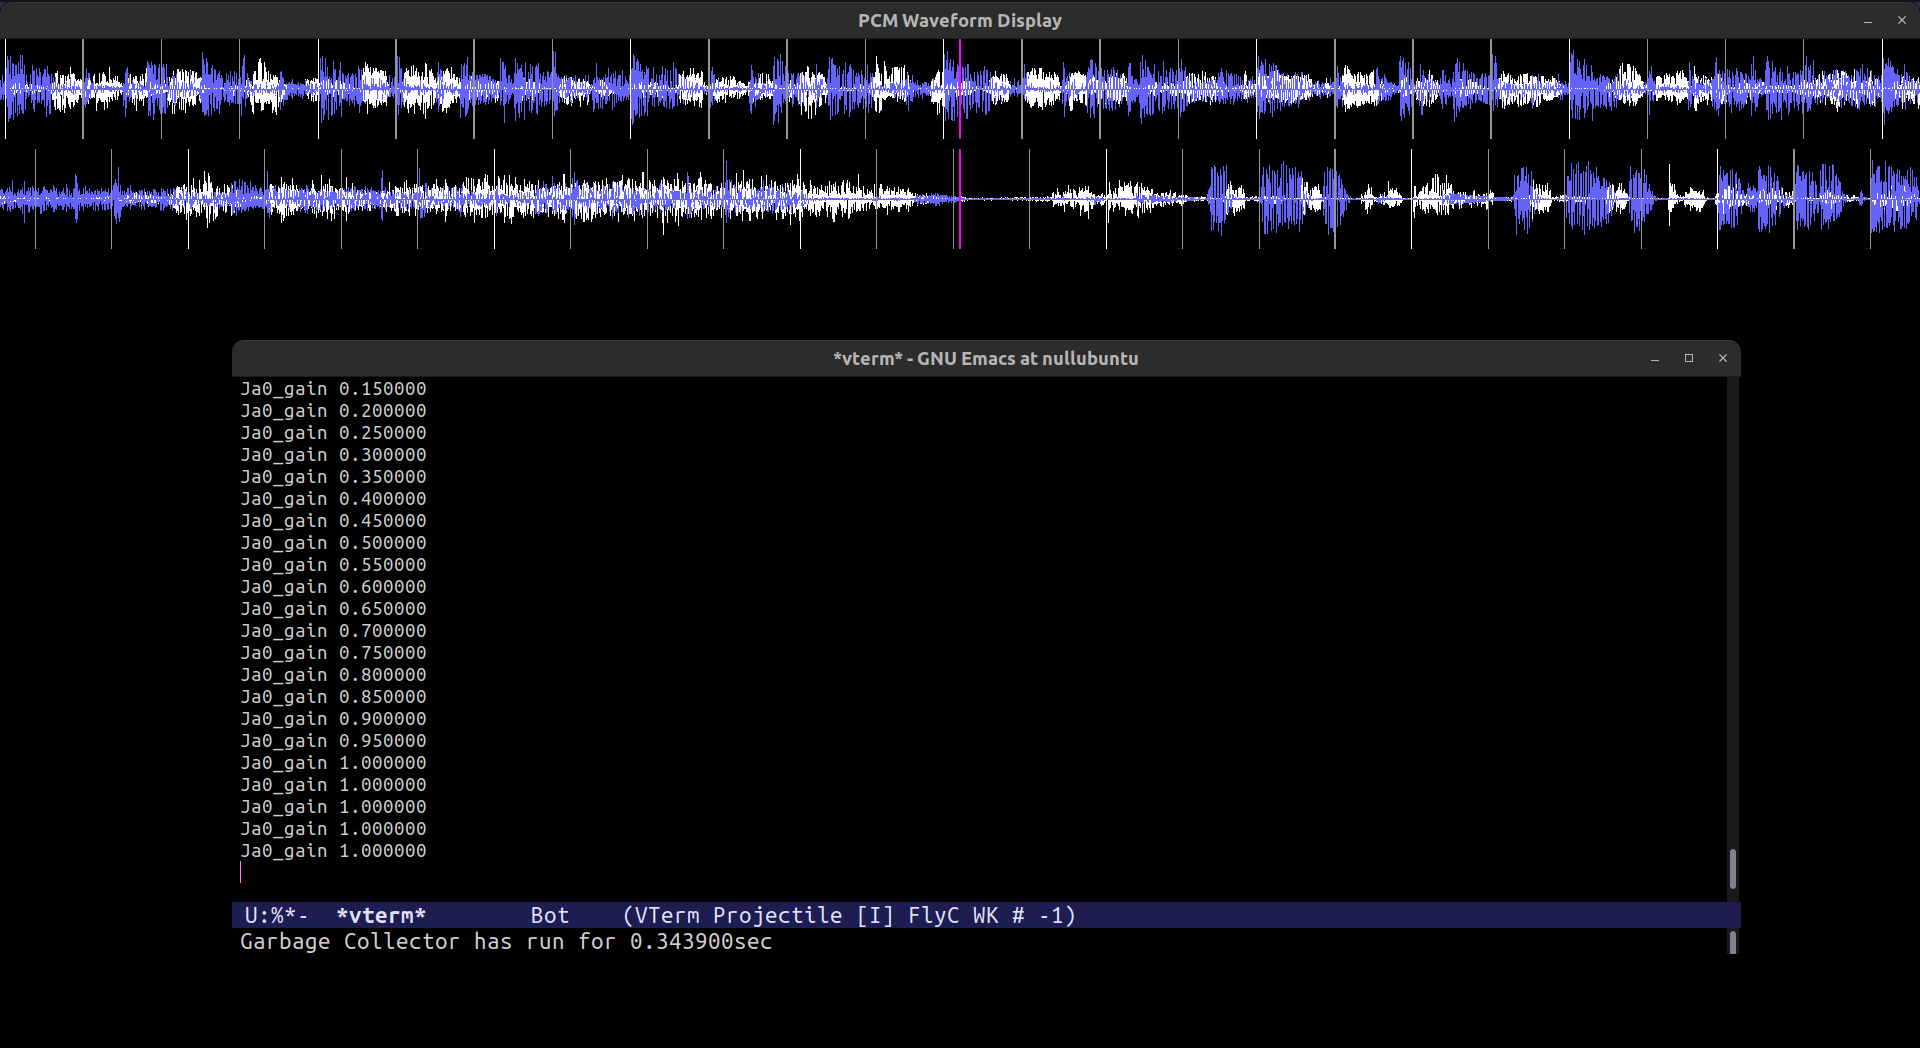 PCM Waveform Display
*vterm* - GNU Emacs at nullubuntu
Ja0_gain 0.150000
Ja0_gain 0.200000
Ja0_gain 0.250000
Ja0_gain 0.300000
Ja0_gain 0.350000
Ja0_gain 0.400000
Ja0_gain 0.450000
Ja0_gain 0.500000
Ja0_gain 0.550000
Ja0_gain 0.600000
Ja0_gain 0.650000
Ja0_gain 0.700000
Ja0_gain 0.750000
Ja0_gain 0.800000
Ja0_gain 0.850000
Ja0_gain 0.900000
Ja0_gain 0.950000
Ja0_gain 1.000000
Ja0_gain 1.000000
Ja0_gain 1.000000
Ja0_gain 1.000000
Ja0_gain 1.000000
U:%*-  *vterm*        Bot    (VTerm Projectile [I] FlyC WK # -1)
Garbage Collector has run for 0.343900sec